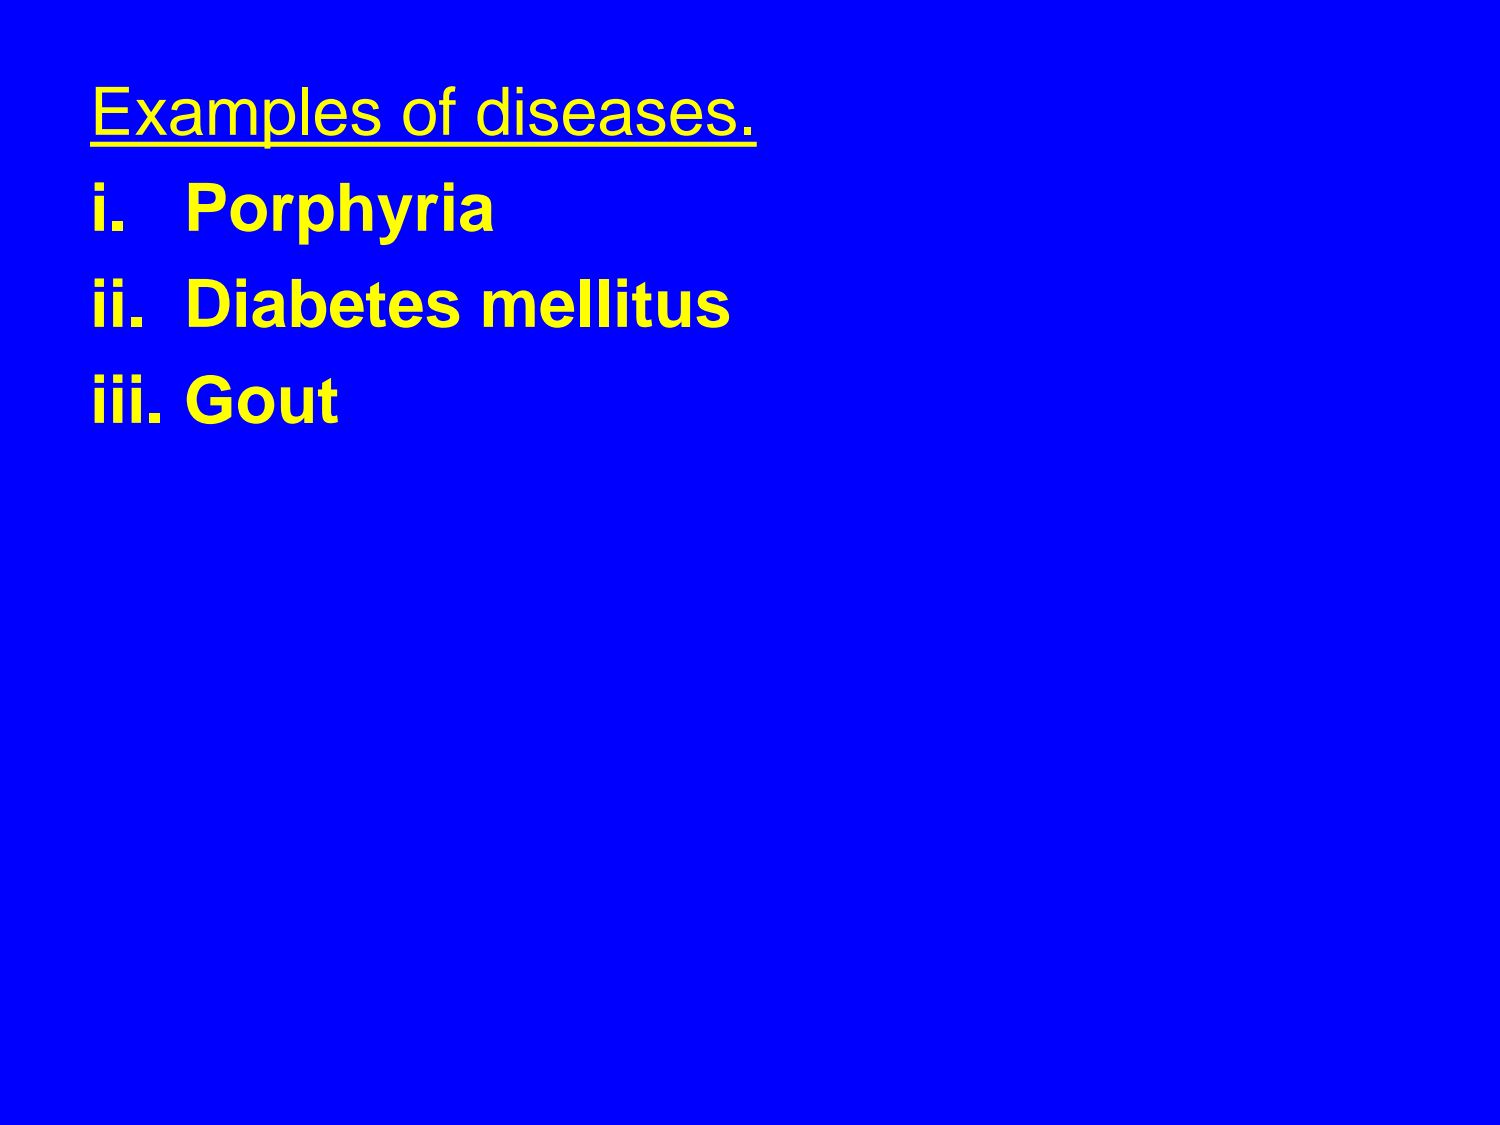 Examples of diseases.
i. Porphyria
ii. Diabetes mellitus
iii. Gout